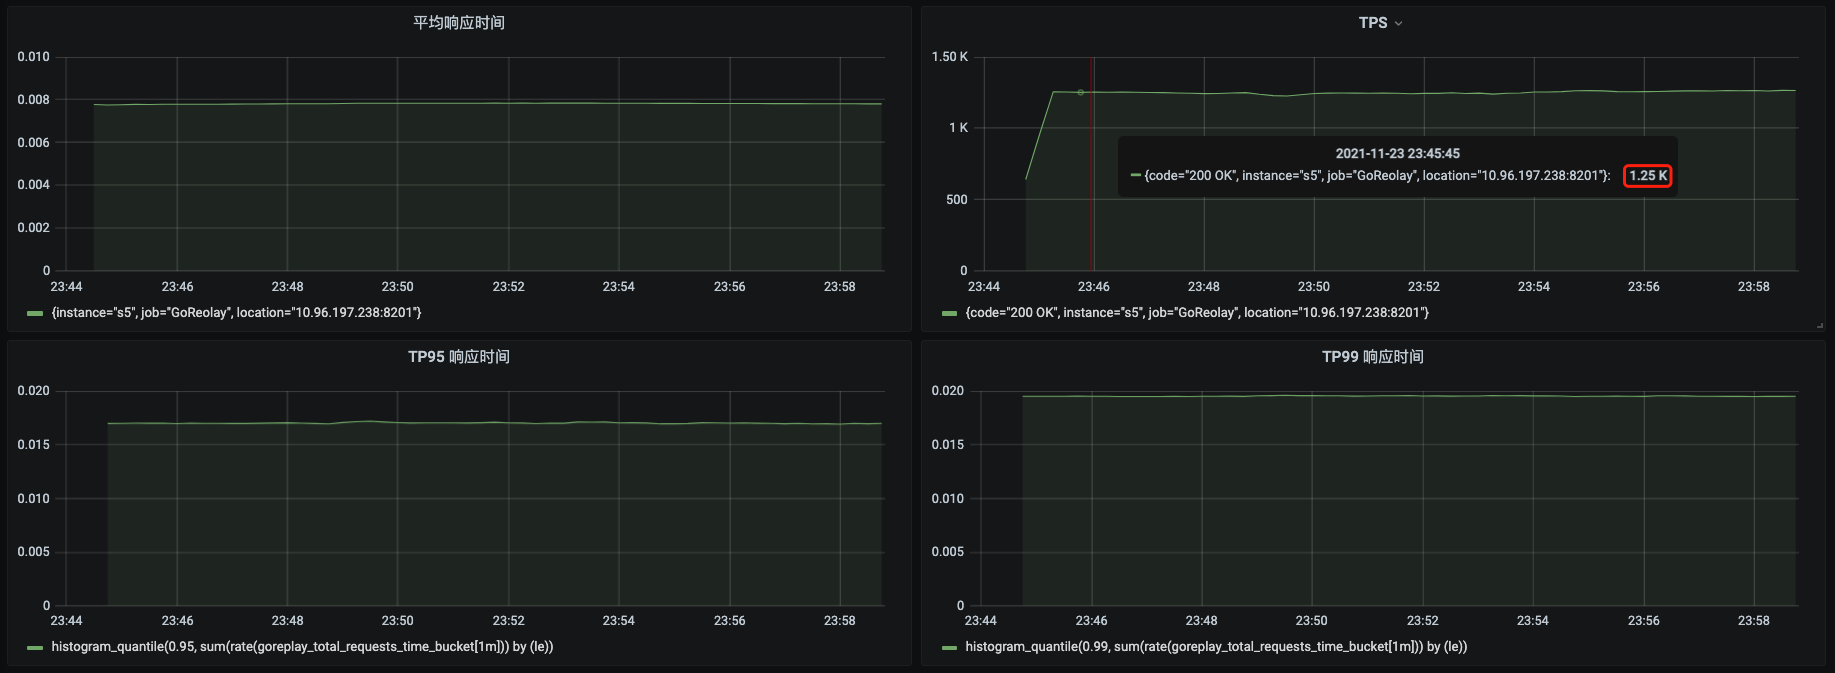 平均响应时间
0.010
0.008
0.006
0.004
0.002
0
23:44 23:46 23:48 23:50 23:52 23:54 23:56 23:58
{instance="s5", job="GoReolay", location="10.96.197.238:8201"}
TPS
1.50 K
1 K
500
0
2021-11-23 23:45:45
{code="200 OK", instance="s5", job="GoReolay", location="10.96.197.238:8201"}: 1.25 K
23:44 23:46 23:48 23:50 23:52 23:54 23:56 23:58
{code="200 OK", instance="s5", job="GoReolay", location="10.96.197.238:8201"}
TP95 响应时间
0.020
0.015
0.010
0.005
0
23:44 23:46 23:48 23:50 23:52 23:54 23:56 23:58
histogram_quantile(0.95, sum(rate(goreplay_total_requests_time_bucket[1m])) by (le))
TP99 响应时间
0.020
0.015
0.010
0.005
0
23:44 23:46 23:48 23:50 23:52 23:54 23:56 23:58
histogram_quantile(0.99, sum(rate(goreplay_total_requests_time_bucket[1m])) by (le))